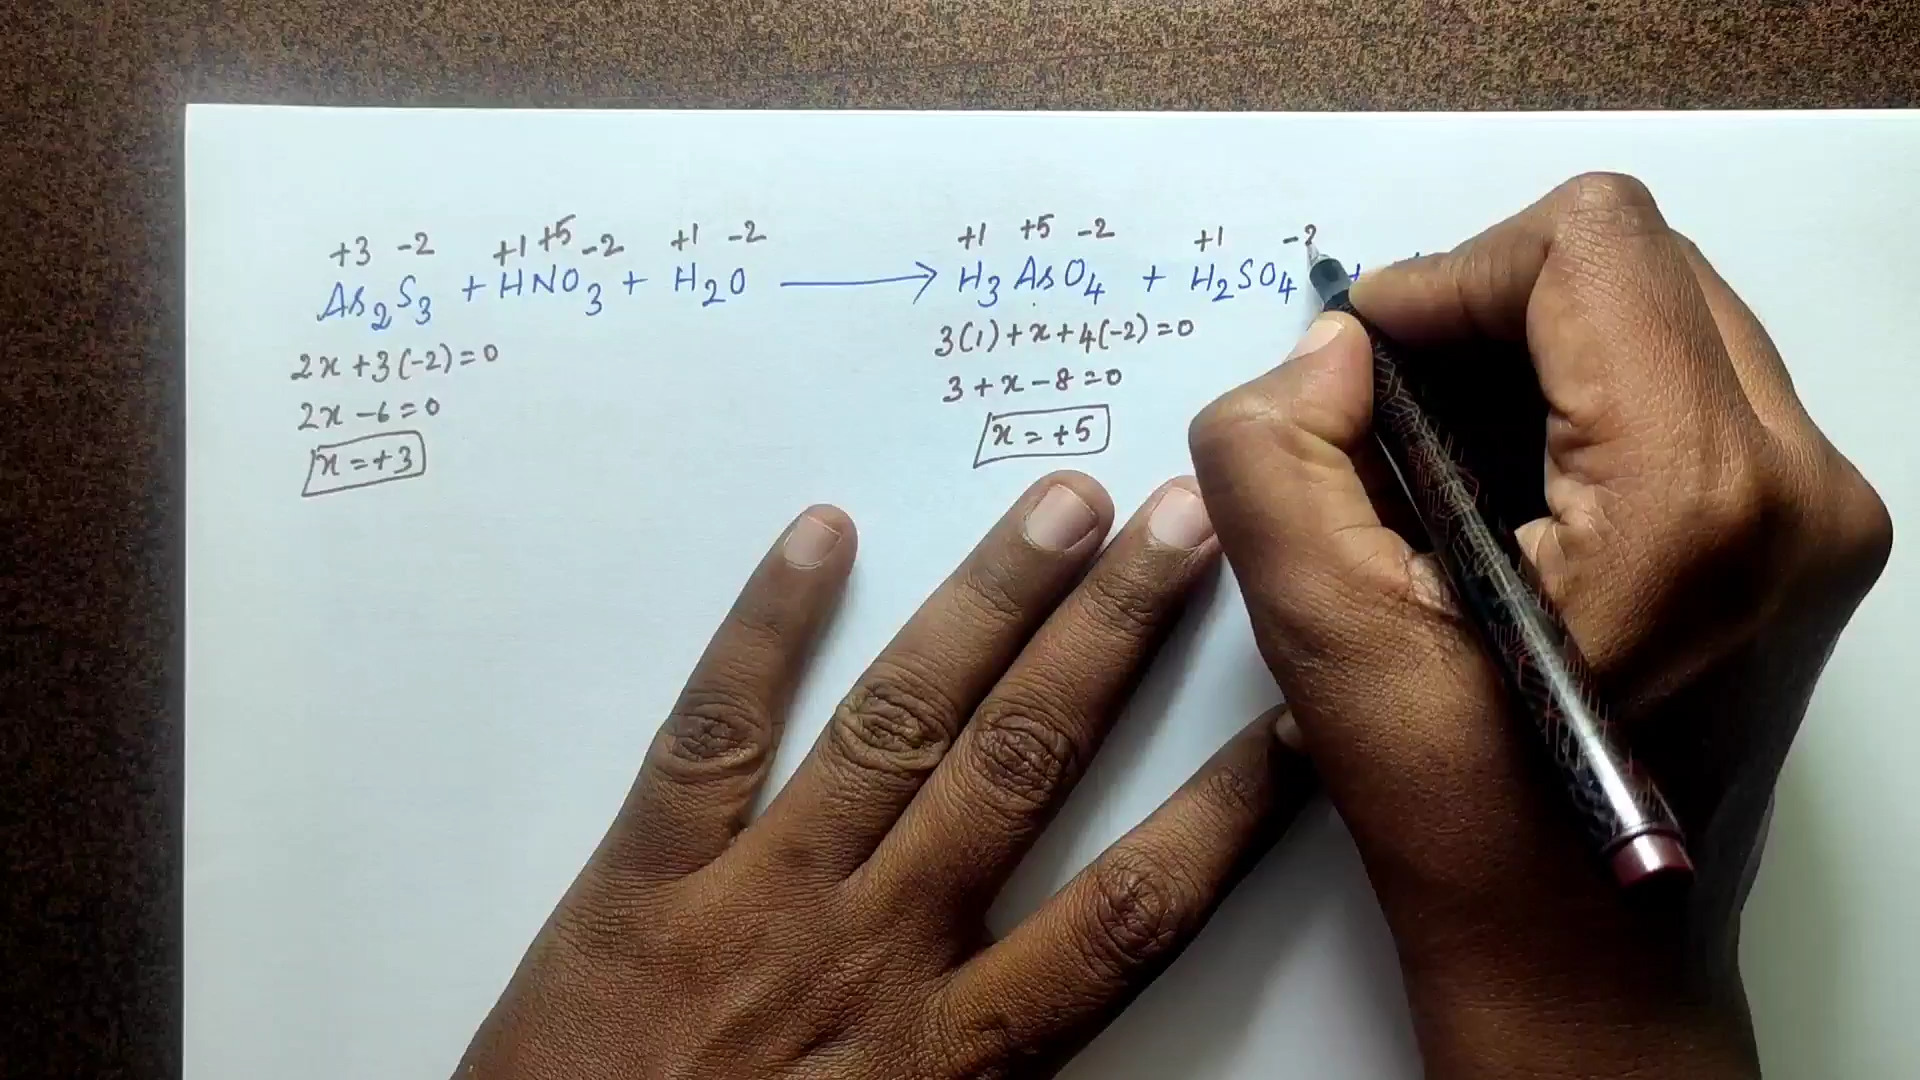 +3 -2 +1 +5 -2 +1 -2 +1 +5 -2 +1 -2
As₂S₃ + HNO₃ + H₂O ⟶ H₃AsO₄ + H₂SO₄ +
2x + 3(-2) = 0
2x - 6 = 0
x = +3
3(1) + x + 4(-2) = 0
3 + x - 8 = 0
x = +5